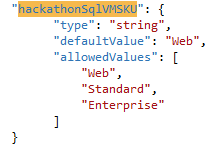 "hackathonSqlVMSKU": {
"type": "string",
"defaultValue": "Web",
"allowedValues": [
"Web",
"Standard",
"Enterprise"
]
}